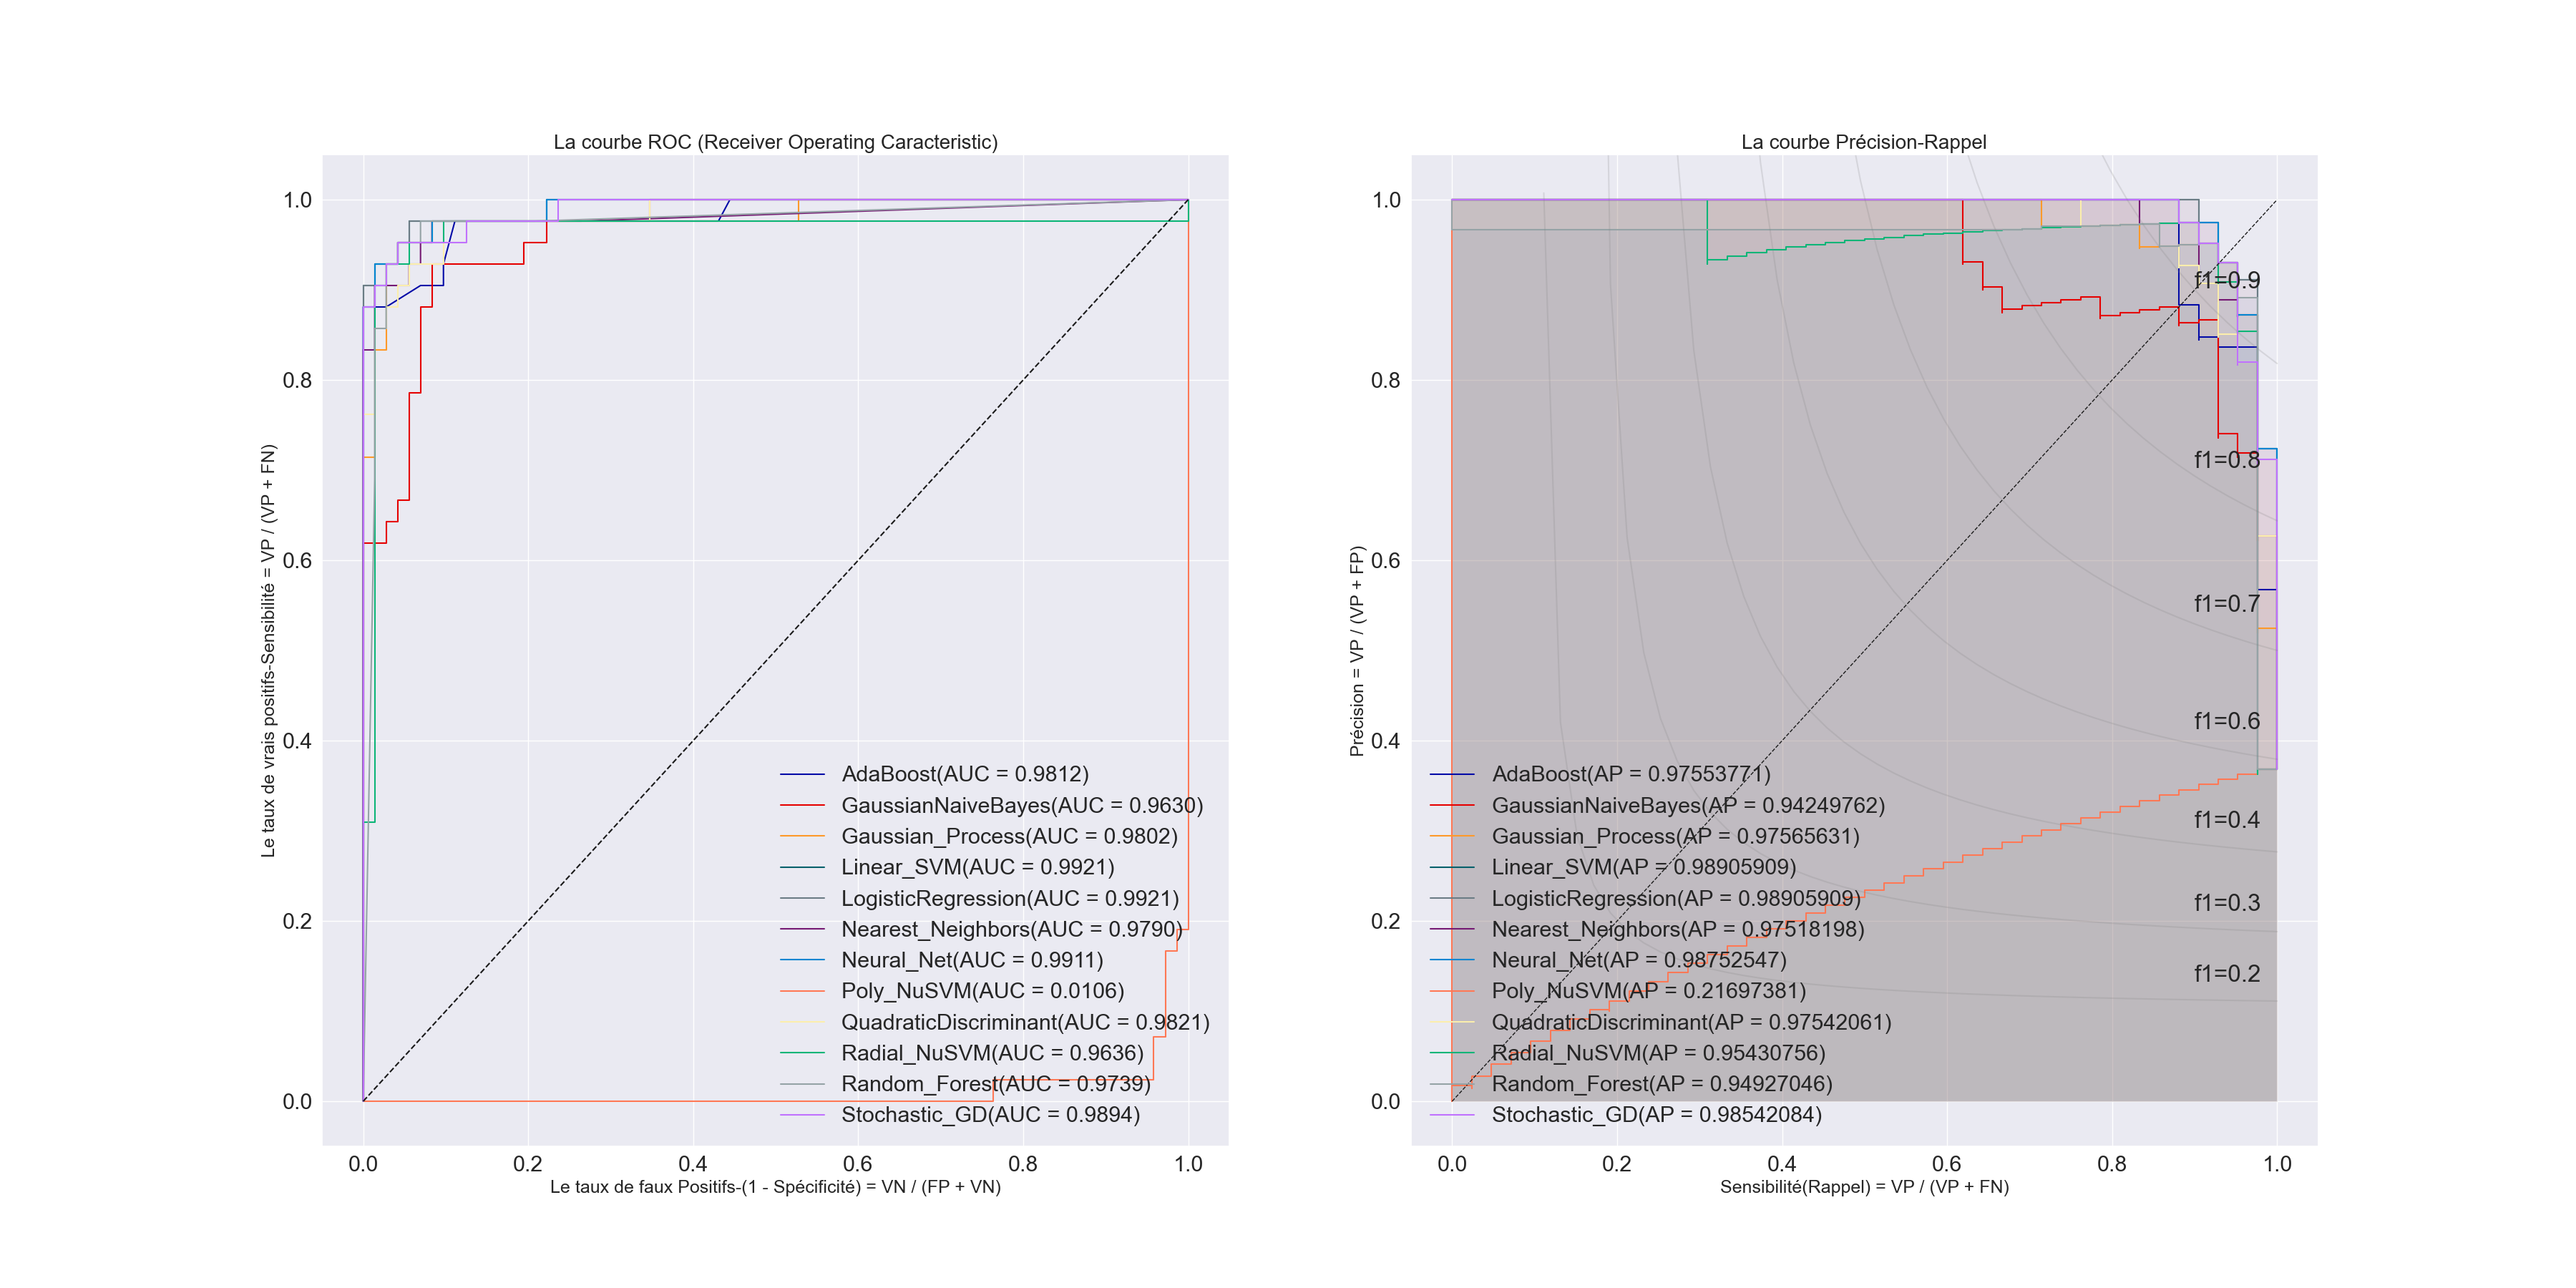 La courbe ROC (Receiver Operating Caracteristic)
Le taux de vrais positifs-Sensibilité = VP / (VP + FN)
1.0
0.8
0.6
0.4
0.2
0.0
AdaBoost(AUC = 0.9812)
GaussianNaiveBayes(AUC = 0.9630)
Gaussian_Process(AUC = 0.9802)
Linear_SVM(AUC = 0.9921)
LogisticRegression(AUC = 0.9921)
Nearest_Neighbors(AUC = 0.9790)
Neural_Net(AUC = 0.9911)
Poly_NuSVM(AUC = 0.0106)
QuadraticDiscriminant(AUC = 0.9821)
Radial_NuSVM(AUC = 0.9636)
Random_Forest(AUC = 0.9739)
Stochastic_GD(AUC = 0.9894)
0.0 0.2 0.4 0.6 0.8 1.0
Le taux de faux Positifs-(1 - Spécificité) = VN / (FP + VN)
La courbe Précision-Rappel
Précision = VP / (VP + FP)
1.0
0.8
0.6
0.4
0.2
0.0
f1=0.9
f1=0.8
f1=0.7
f1=0.6
f1=0.4
f1=0.3
f1=0.2
AdaBoost(AP = 0.97553771)
GaussianNaiveBayes(AP = 0.94249762)
Gaussian_Process(AP = 0.97565631)
Linear_SVM(AP = 0.98905909)
LogisticRegression(AP = 0.98905909)
Nearest_Neighbors(AP = 0.97518198)
Neural_Net(AP = 0.98752547)
Poly_NuSVM(AP = 0.21697381)
QuadraticDiscriminant(AP = 0.97542061)
Radial_NuSVM(AP = 0.95430756)
Random_Forest(AP = 0.94927046)
Stochastic_GD(AP = 0.98542084)
0.0 0.2 0.4 0.6 0.8 1.0
Sensibilité(Rappel) = VP / (VP + FN)